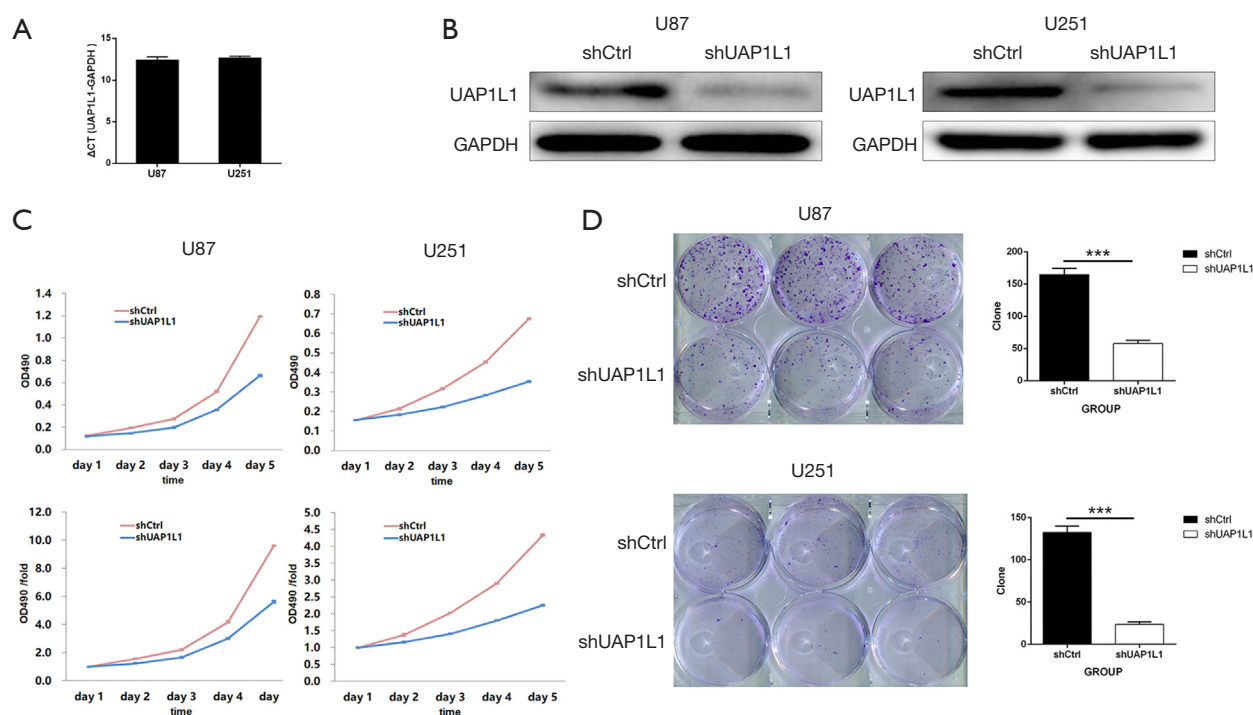 A
ΔCT (UAP1L1-GAPDH )
15
10
5
0
U87
U251
B
U87
shCtrl shUAP1L1
UAP1L1
GAPDH
U251
shCtrl shUAP1L1
UAP1L1
GAPDH
C
U87
OD490
1.4
1.2
1.0
0.8
0.6
0.4
0.2
0.0
shCtrl
shUAP1L1
day 1 day 2 day 3 day 4 day 5
time
U251
OD490
0.8
0.7
0.6
0.5
0.4
0.3
0.2
0.1
0.0
shCtrl
shUAP1L1
day 1 day 2 day 3 day 4 day 5
time
OD490 /fold
12.0
10.0
8.0
6.0
4.0
2.0
0.0
shCtrl
shUAP1L1
day 1 day 2 day 3 day 4 day
time
OD490 /fold
5.0
4.5
4.0
3.5
3.0
2.5
2.0
1.5
1.0
0.5
0.0
shCtrl
shUAP1L1
day 1 day 2 day 3 day 4 day 5
time
D
U87
shCtrl
shUAP1L1
Clone
200
150
100
50
0
***
shCtrl
shUAP1L1
shCtrl shUAP1L1
GROUP
U251
shCtrl
shUAP1L1
Clone
150
100
50
0
***
shCtrl
shUAP1L1
shCtrl shUAP1L1
GROUP